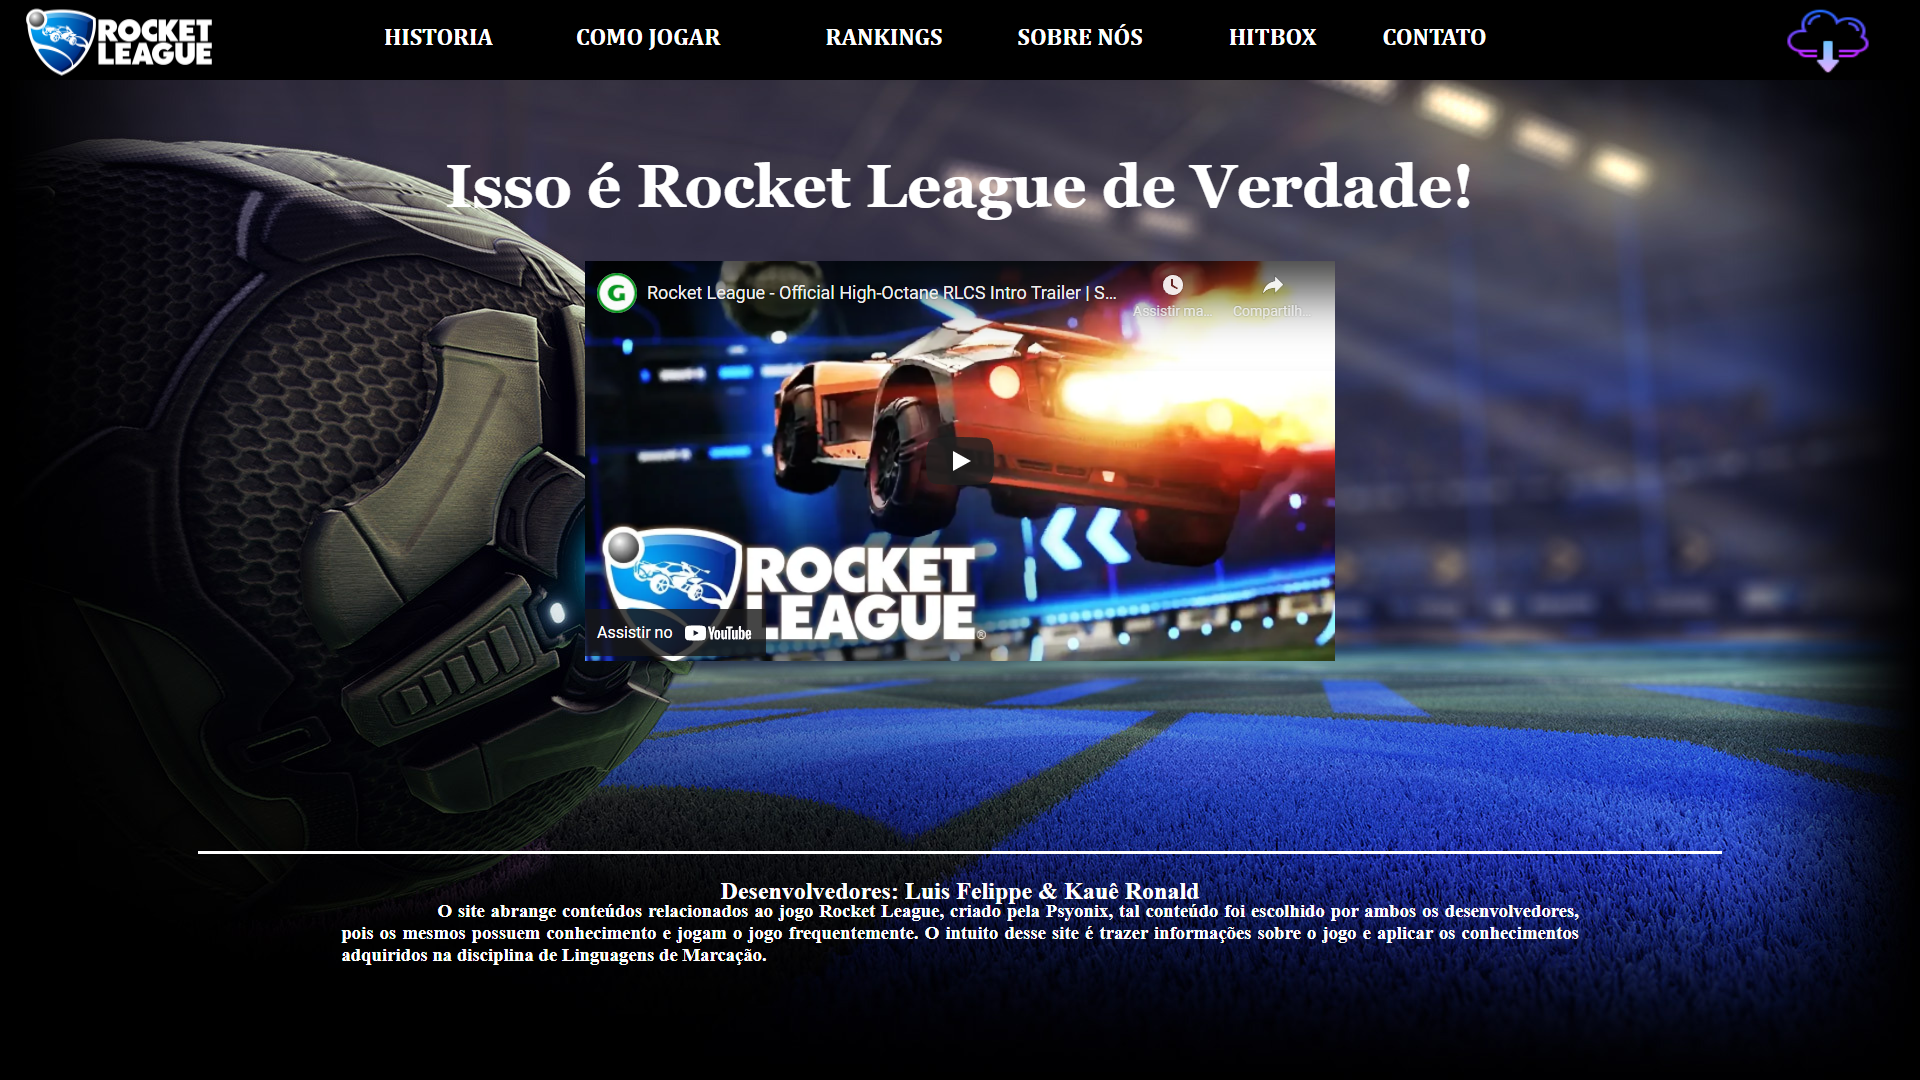 ROCKET
LEAGUE
HISTORIA
COMO JOGAR
RANKINGS
SOBRE NÓS
HITBOX
CONTATO
Isso é Rocket League de Verdade!
G
Rocket League - Official High-Octane RLCS Intro Trailer | S...
Assistir ma...
Compartilh...
ROCKET
LEAGUE®
Assistir no YouTube
Desenvolvedores: Luis Felippe & Kauê Ronald
O site abrange conteúdos relacionados ao jogo Rocket League, criado pela Psyonix, tal conteúdo foi escolhido por ambos os desenvolvedores,
pois os mesmos possuem conhecimento e jogam o jogo frequentemente. O intuito desse site é trazer informações sobre o jogo e aplicar os conhecimentos
adquiridos na disciplina de Linguagens de Marcação.